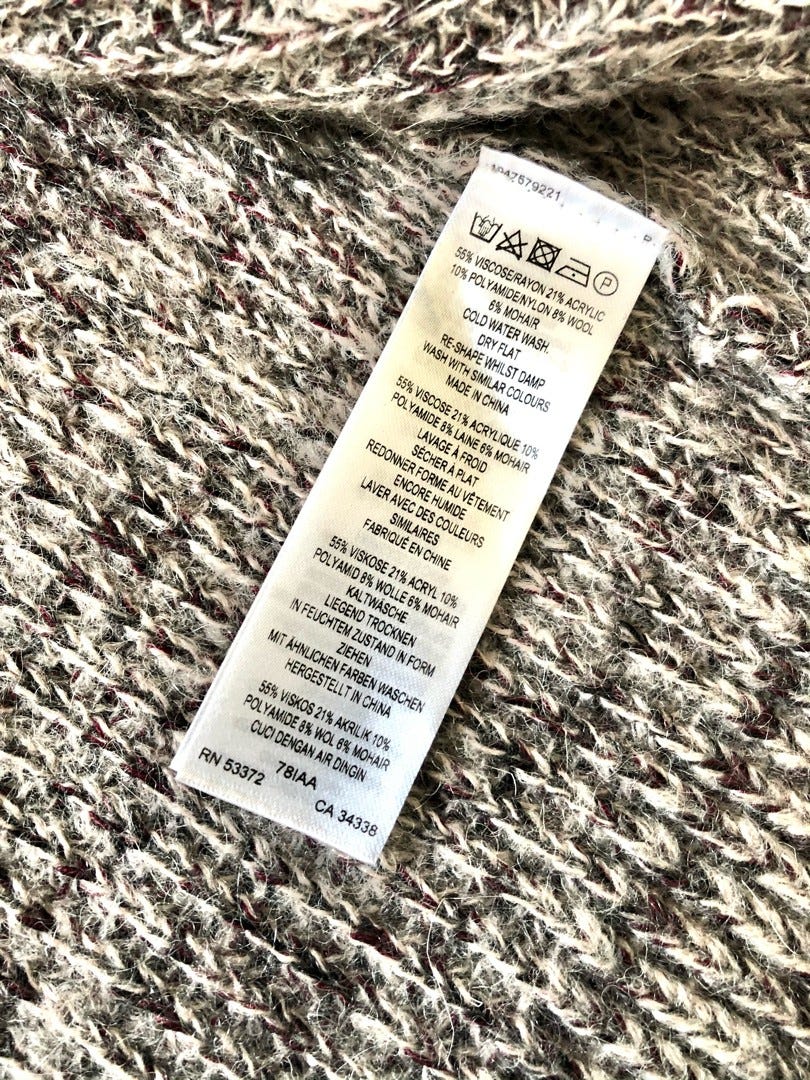 55% VISCOSE/RAYON 21% ACRYLIC
10% POLYAMIDE/NYLON 8% WOOL
6% MOHAIR
COLD WATER WASH.
DRY FLAT
RE-SHAPE WHILST DAMP
WASH WITH SIMILAR COLOURS
MADE IN CHINA
55% VISCOSE 21% ACRYLIQUE 10%
POLYAMIDE 8% LAINE 6% MOHAIR
LAVAGE À FROID
SÉCHER À PLAT
REDONNER FORME AU VÊTEMENT
ENCORE HUMIDE
LAVER AVEC DES COULEURS
SIMILAIRES
FABRIQUÉ EN CHINE
55% VISKOSE 21% ACRYL 10%
POLYAMID 8% WOLLE 6% MOHAIR
KALTWÄSCHE
LIEGEND TROCKNEN
IN FEUCHTEM ZUSTAND IN FORM
ZIEHEN
MIT ÄHNLICHEN FARBEN WASCHEN
HERGESTELLT IN CHINA
55% VISKOS 21% AKRILIK 10%
POLYAMIDE 8% WOL 6% MOHAIR
CUCI DENGAN AIR DINGIN
RN 53372 78IAA CA 34338